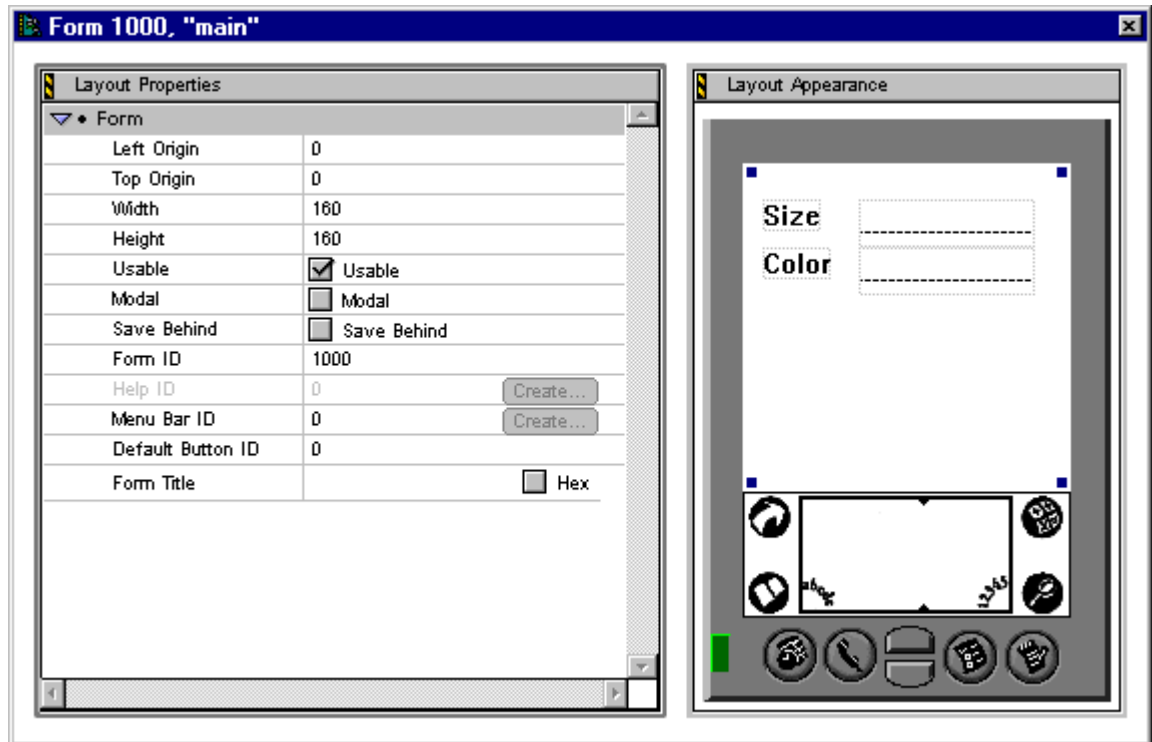 Form 1000, "main"
Layout Properties
Form
Left Origin 0
Top Origin 0
Width 160
Height 160
Usable Usable
Modal Modal
Save Behind Save Behind
Form ID 1000
Help ID 0 Create...
Menu Bar ID 0 Create...
Default Button ID 0
Form Title Hex
Layout Appearance
Size
Color
abcde
12345